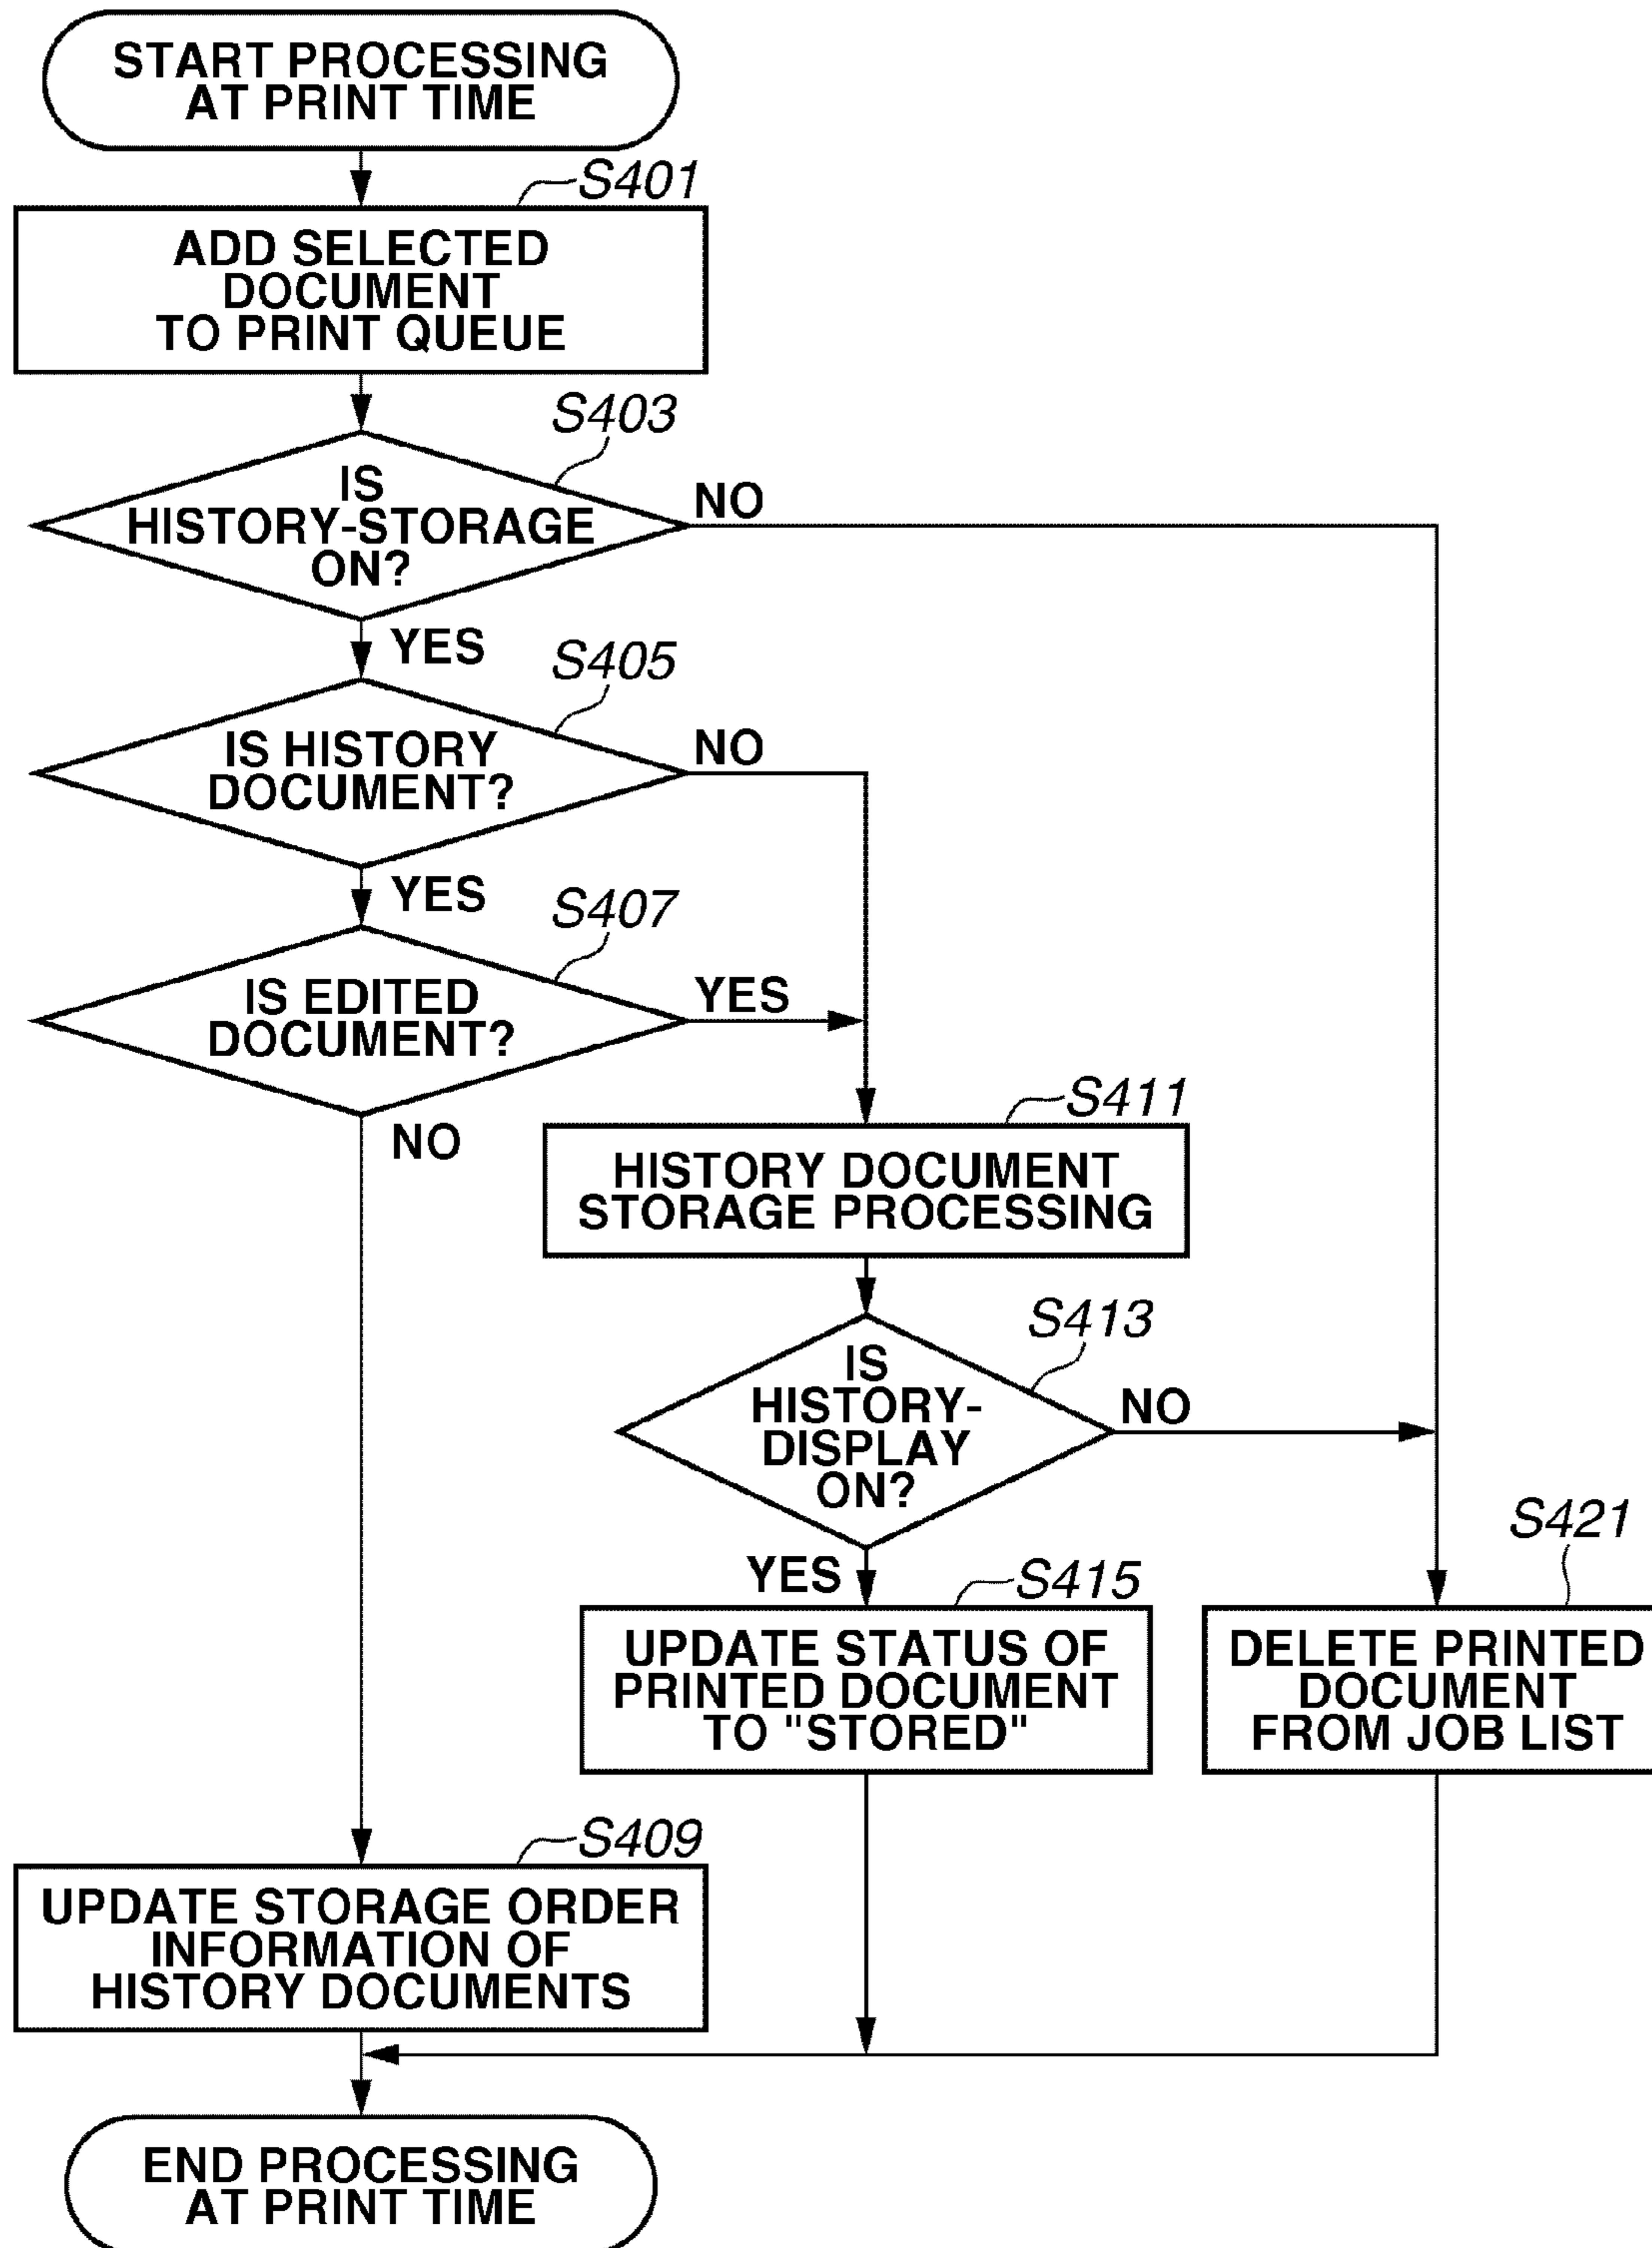 START PROCESSING
AT PRINT TIME
S401
ADD SELECTED
DOCUMENT
TO PRINT QUEUE
S403
IS
HISTORY-STORAGE
ON?
NO
YES
S405
IS HISTORY
DOCUMENT?
NO
YES
S407
IS EDITED
DOCUMENT?
YES
NO
S411
HISTORY DOCUMENT
STORAGE PROCESSING
S413
IS
HISTORY-
DISPLAY
ON?
NO
YES
S415
UPDATE STATUS OF
PRINTED DOCUMENT
TO "STORED"
S421
DELETE PRINTED
DOCUMENT
FROM JOB LIST
S409
UPDATE STORAGE ORDER
INFORMATION OF
HISTORY DOCUMENTS
END PROCESSING
AT PRINT TIME